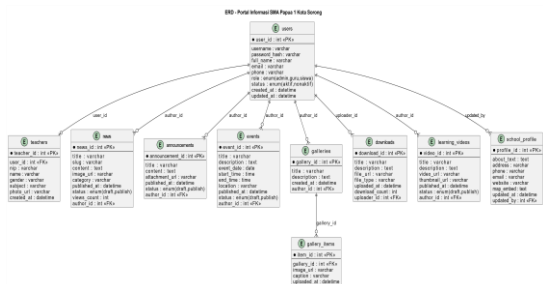 ERD - Portal Informasi SMA Papua 1 Kota Sorong
E users
user_id : int «PK»
username : varchar
password_hash : varchar
full_name : varchar
email : varchar
phone : varchar
role : enum(admin,guru,siswa)
status : enum(aktif,nonaktif)
created_at : datetime
updated_at : datetime
user_id
author_id
author_id
author_id
author_id
uploader_id
author_id
updated_by
E teachers
teacher_id : int «PK»
user_id : int «FK»
nip : varchar
name : varchar
gender : varchar
subject : varchar
photo_url : varchar
created_at : datetime
E news
news_id : int «PK»
title : varchar
slug : varchar
content : text
image_url : varchar
category : varchar
published_at : datetime
status : enum(draft,publish)
views_count : int
author_id : int «FK»
E announcements
announcement_id : int «PK»
title : varchar
content : text
attachment_url : varchar
published_at : datetime
status : enum(draft,publish)
author_id : int «FK»
E events
event_id : int «PK»
title : varchar
description : text
event_date : date
start_time : time
end_time : time
location : varchar
published_at : datetime
status : enum(draft,publish)
author_id : int «FK»
E galleries
gallery_id : int «PK»
title : varchar
description : text
created_at : datetime
author_id : int «FK»
E downloads
download_id : int «PK»
title : varchar
description : text
file_url : varchar
file_type : varchar
uploaded_at : datetime
download_count : int
uploader_id : int «FK»
E learning_videos
video_id : int «PK»
title : varchar
description : text
video_url : varchar
thumbnail_url : varchar
published_at : datetime
status : enum(draft,publish)
author_id : int «FK»
E school_profile
profile_id : int «PK»
about_text : text
address : varchar
phone : varchar
email : varchar
website : varchar
map_embed : text
updated_at : datetime
updated_by : int «FK»
gallery_id
E gallery_items
item_id : int «PK»
gallery_id : int «FK»
image_url : varchar
caption : varchar
uploaded_at : datetime